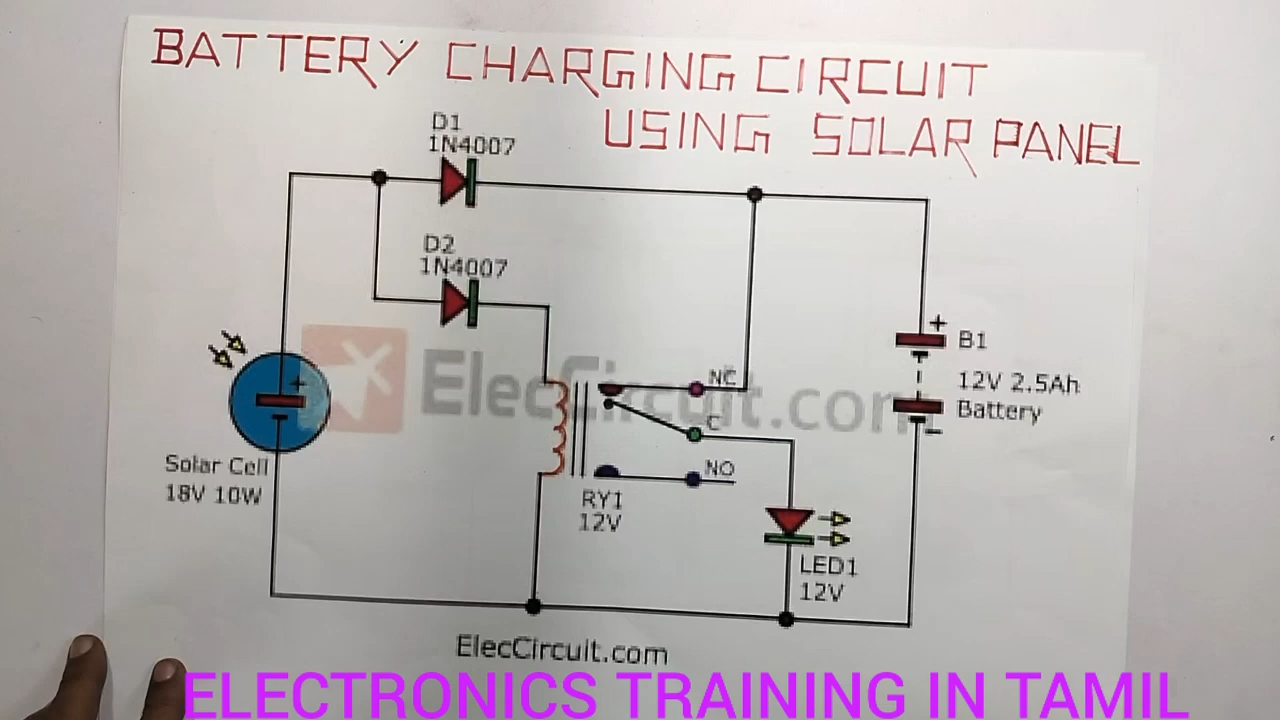 BATTERY CHARGING CIRCUIT
USING SOLAR PANEL
D1
1N4007
D2
1N4007
ElecCircuit.com
+
B1
12V 2.5Ah
Battery
-
+
Solar Cell
18V 10W
NC
C
NO
RY1
12V
LED1
12V
ElecCircuit.com
ELECTRONICS TRAINING IN TAMIL